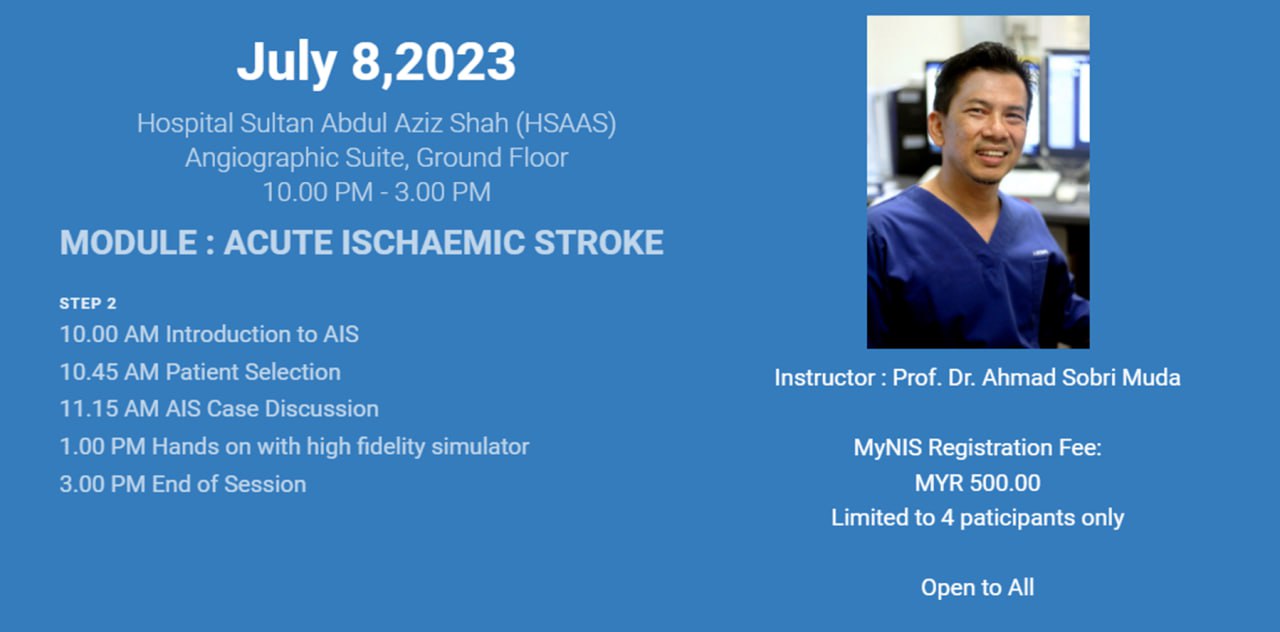 July 8,2023
Hospital Sultan Abdul Aziz Shah (HSAAS)
Angiographic Suite, Ground Floor
10.00 PM - 3.00 PM
MODULE : ACUTE ISCHAEMIC STROKE
STEP 2
10.00 AM Introduction to AIS
10.45 AM Patient Selection
11.15 AM AIS Case Discussion
1.00 PM Hands on with high fidelity simulator
3.00 PM End of Session
Instructor : Prof. Dr. Ahmad Sobri Muda
MyNIS Registration Fee:
MYR 500.00
Limited to 4 paticipants only
Open to All